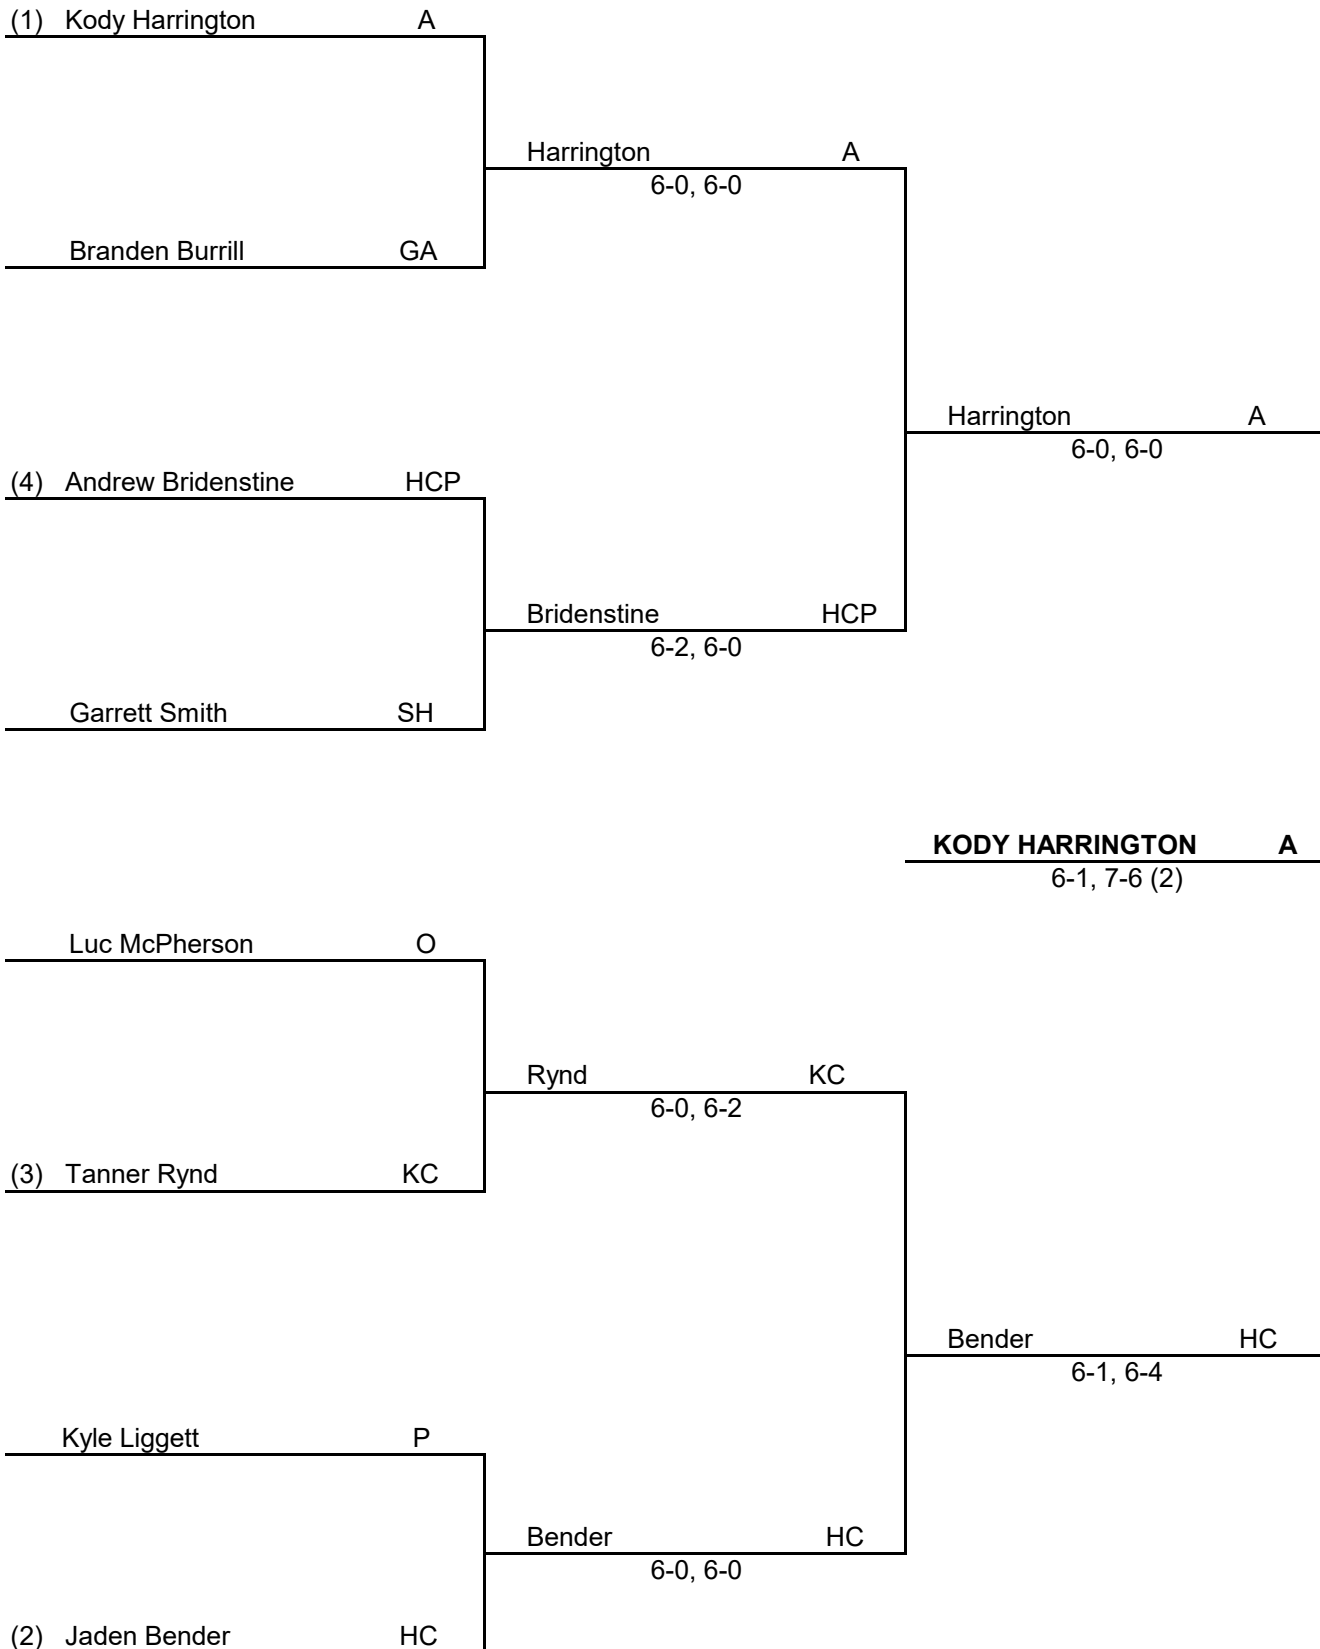 (1) Kody Harrington A
Harrington A
6-0, 6-0
Branden Burrill GA
Harrington A
6-0, 6-0
(4) Andrew Bridenstine HCP
Bridenstine HCP
6-2, 6-0
Garrett Smith SH
KODY HARRINGTON A
6-1, 7-6 (2)
Luc McPherson O
Rynd KC
6-0, 6-2
(3) Tanner Rynd KC
Bender HC
6-1, 6-4
Kyle Liggett P
Bender HC
6-0, 6-0
(2) Jaden Bender HC